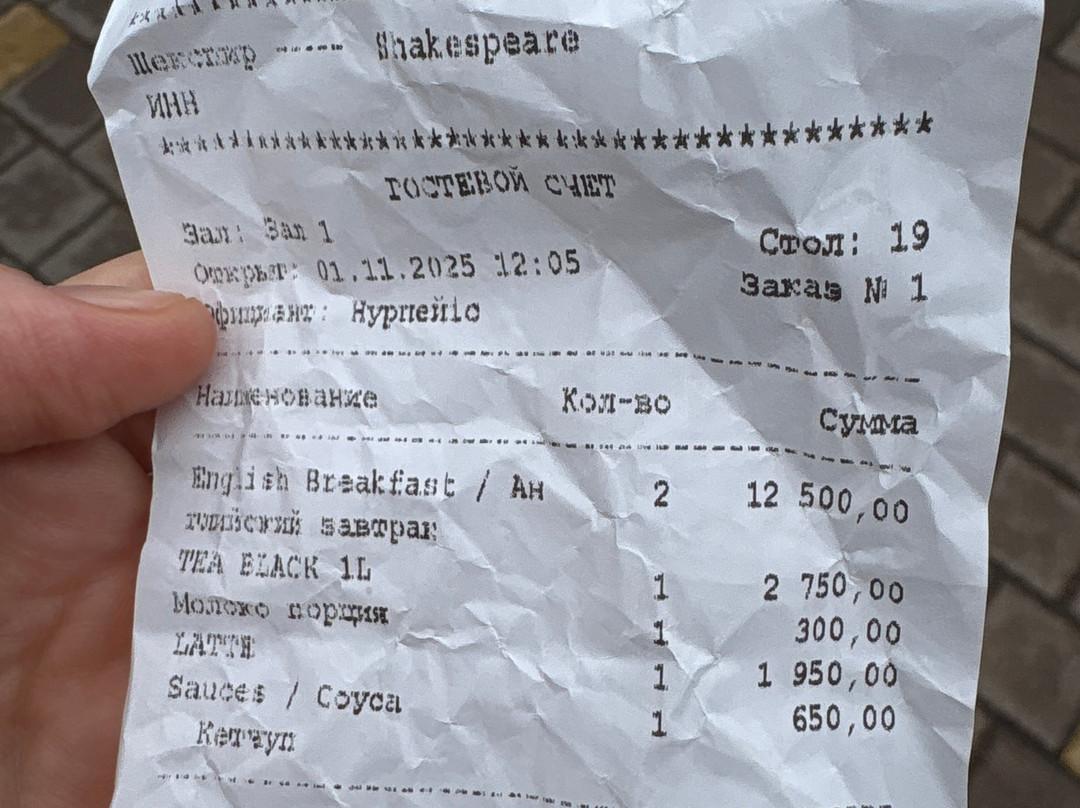 *****************
Шекспир ---- Shakespeare
ИНН
****************************************
ГОСТЕВОЙ СЧЕТ
Зал: Зал 1 Стол: 19
Открыт: 01.11.2025 12:05 Заказ № 1
Официант: Нурпейiс
Наименование Кол-во Сумма
English Breakfast / Ан 2 12 500,00
глийский завтрак
TEA BLACK 1L 1 2 750,00
Молоко порция 1 300,00
LATTE 1 1 950,00
Sauces / Соуса 1 650,00
Кетчуп